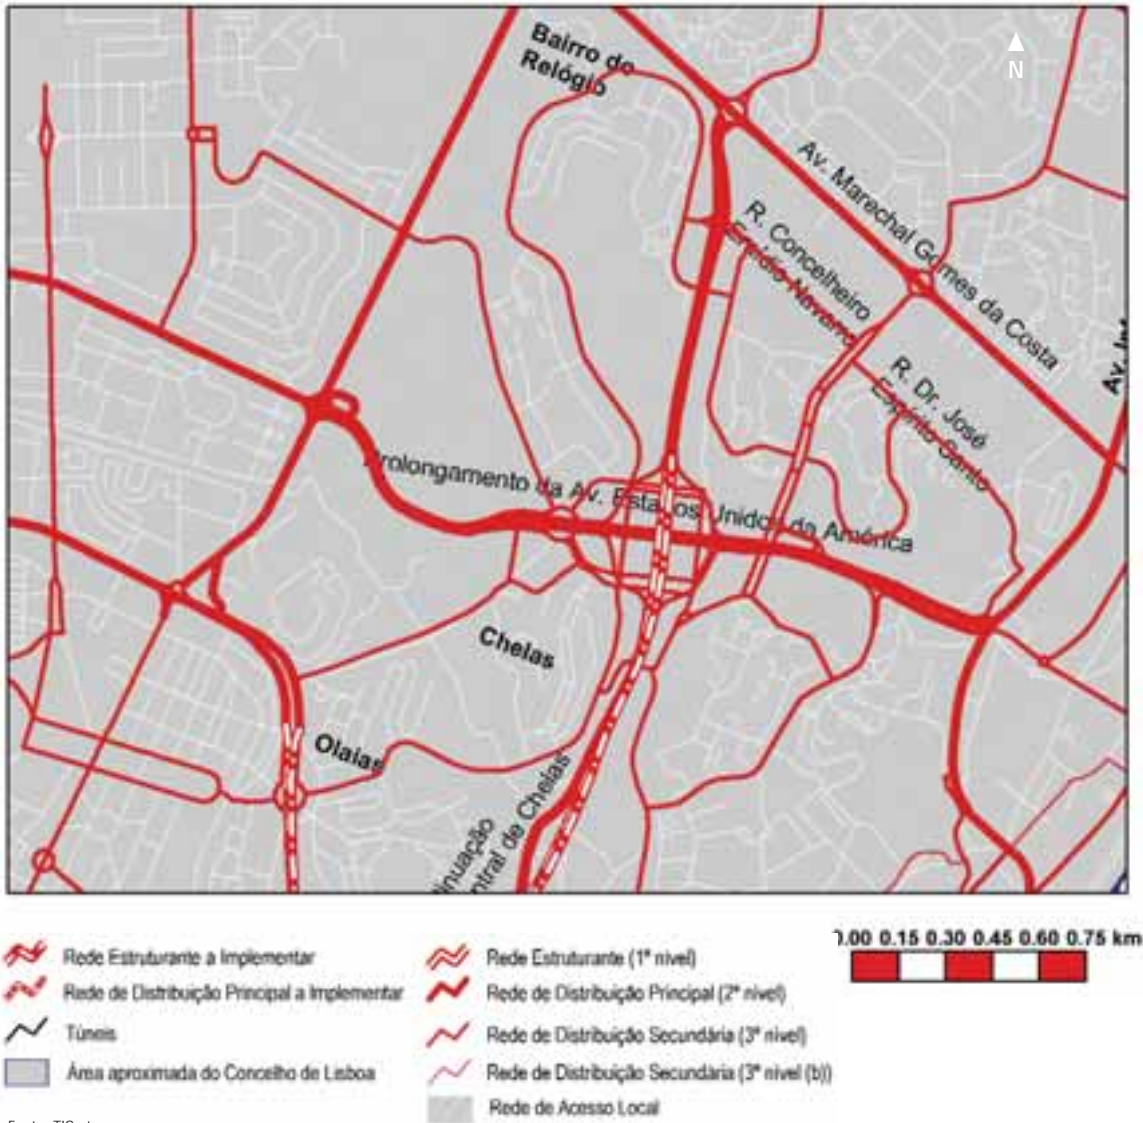 Bairro do
Relógio
N
Av. Marechal Gomes da Costa
R. Concelheiro
Emídio Navarro
R. Dr. José
Espírito Santo
Prolongamento da Av. Estados Unidos da América
Chelas
Olaias
tinuação
ntral de Chelas
0.00 0.15 0.30 0.45 0.60 0.75 km
Rede Estruturante a Implementar
Rede de Distribuição Principal a Implementar
Túneis
Área aproximada do Concelho de Lisboa
Rede Estruturante (1º nível)
Rede de Distribuição Principal (2º nível)
Rede de Distribuição Secundária (3º nível)
Rede de Distribuição Secundária (3º nível (b))
Rede de Acesso Local